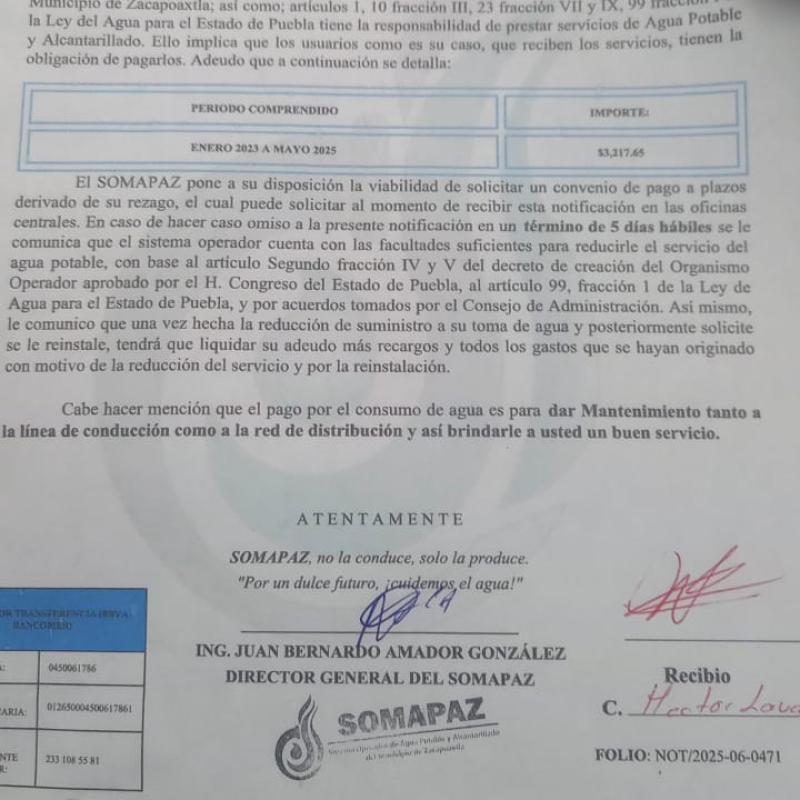 Municipio de Zacapoaxtla; así como; artículos 1, 10 fracción III, 23 fracción VII y IX, 99 fracción
la Ley del Agua para el Estado de Puebla tiene la responsabilidad de prestar servicios de Agua Potable
y Alcantarillado. Ello implica que los usuarios como es su caso, que reciben los servicios, tienen la
obligación de pagarlos. Adeudo que a continuación se detalla:
PERIODO COMPRENDIDO IMPORTE:
ENERO 2023 A MAYO 2025 $3,217.65
El SOMAPAZ pone a su disposición la viabilidad de solicitar un convenio de pago a plazos
derivado de su rezago, el cual puede solicitar al momento de recibir esta notificación en las oficinas
centrales. En caso de hacer caso omiso a la presente notificación en un término de 5 días hábiles se le
comunica que el sistema operador cuenta con las facultades suficientes para reducirle el servicio del
agua potable, con base al artículo Segundo fracción IV y V del decreto de creación del Organismo
Operador aprobado por el H. Congreso del Estado de Puebla, al artículo 99, fracción 1 de la Ley de
Agua para el Estado de Puebla, y por acuerdos tomados por el Consejo de Administración. Así mismo,
le comunico que una vez hecha la reducción de suministro a su toma de agua y posteriormente solicite
se le reinstale, tendrá que liquidar su adeudo más recargos y todos los gastos que se hayan originado
con motivo de la reducción del servicio y por la reinstalación.
Cabe hacer mención que el pago por el consumo de agua es para dar Mantenimiento tanto a
la línea de conducción como a la red de distribución y así brindarle a usted un buen servicio.
ATENTAMENTE
SOMAPAZ, no la conduce, solo la produce.
"Por un dulce futuro, ¡cuidemos el agua!"
ING. JUAN BERNARDO AMADOR GONZÁLEZ
DIRECTOR GENERAL DEL SOMAPAZ
SOMAPAZ
Sistema Operador de Agua Potable y Alcantarillado
del Municipio de Zacapoaxtla
TRANSFERENCIA (BBVA
BANCOMER)
0450061786
ARIA: 012650004500617861
NTE
R: 233 108 55 81
Recibio
C. Hector
FOLIO: NOT/2025-06-0471